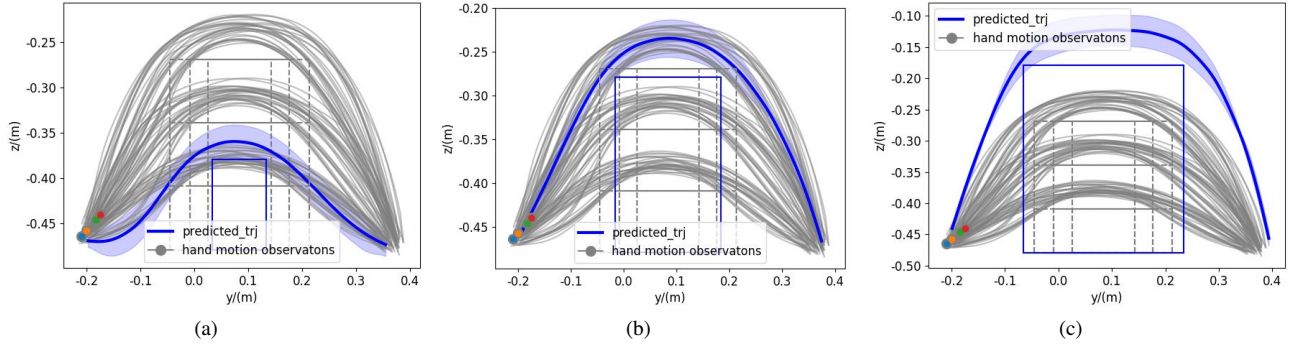 -0.25
-0.30
-0.35
-0.40
-0.45
z/(m)
predicted_trj
hand motion observatons
-0.2
-0.1
0.0
0.1
0.2
0.3
0.4
y/(m)
(a)
-0.20
-0.25
-0.30
-0.35
-0.40
-0.45
z/(m)
predicted_trj
hand motion observatons
-0.2
-0.1
0.0
0.1
0.2
0.3
0.4
y/(m)
(b)
-0.10
-0.15
-0.20
-0.25
-0.30
-0.35
-0.40
-0.45
-0.50
z/(m)
predicted_trj
hand motion observatons
-0.2
-0.1
0.0
0.1
0.2
0.3
0.4
y/(m)
(c)